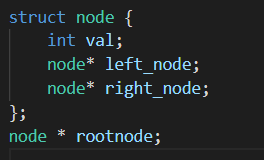 struct node {
    int val;
    node* left_node;
    node* right_node;
};
node * rootnode;